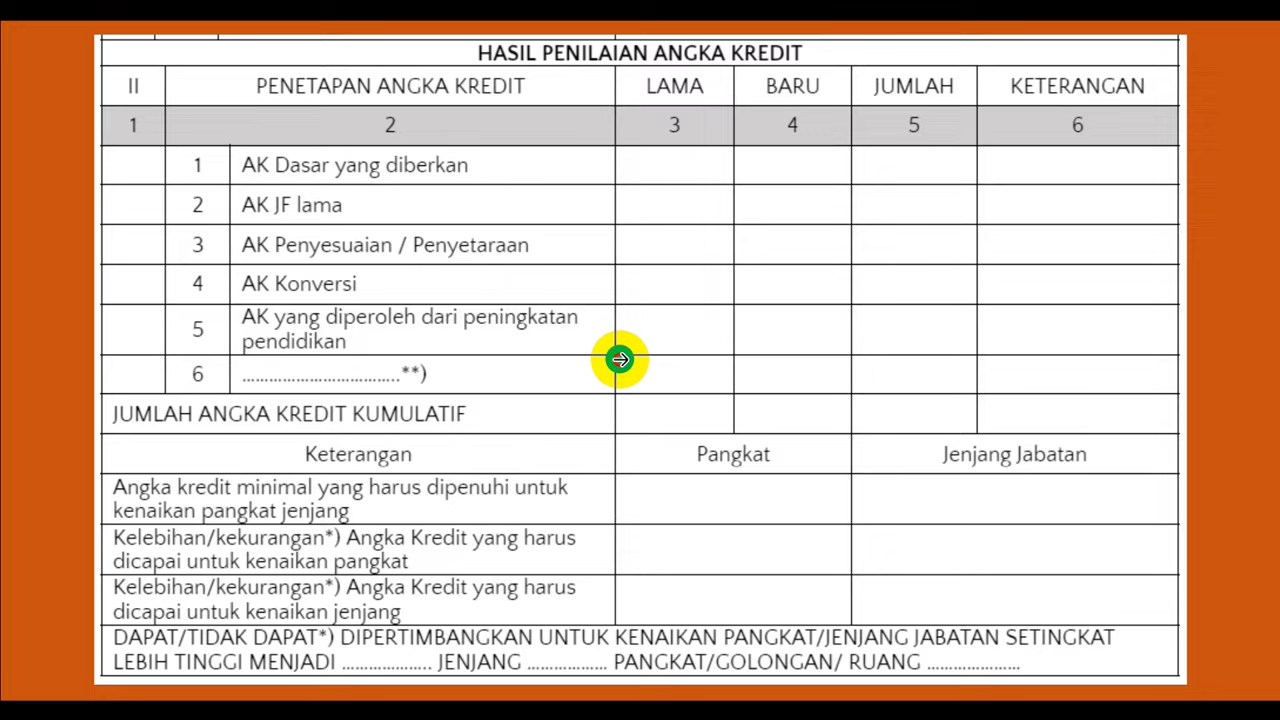 HASIL PENILAIAN ANGKA KREDIT
II PENETAPAN ANGKA KREDIT LAMA BARU JUMLAH KETERANGAN
1 2 3 4 5 6
1 AK Dasar yang diberkan
2 AK JF lama
3 AK Penyesuaian / Penyetaraan
4 AK Konversi
5 AK yang diperoleh dari peningkatan
pendidikan
6 ……………………………..**)
JUMLAH ANGKA KREDIT KUMULATIF
Keterangan Pangkat Jenjang Jabatan
Angka kredit minimal yang harus dipenuhi untuk
kenaikan pangkat jenjang
Kelebihan/kekurangan*) Angka Kredit yang harus
dicapai untuk kenaikan pangkat
Kelebihan/kekurangan*) Angka Kredit yang harus
dicapai untuk kenaikan jenjang
DAPAT/TIDAK DAPAT*) DIPERTIMBANGKAN UNTUK KENAIKAN PANGKAT/JENJANG JABATAN SETINGKAT
LEBIH TINGGI MENJADI ……………….. JENJANG ……………… PANGKAT/GOLONGAN/ RUANG …………………